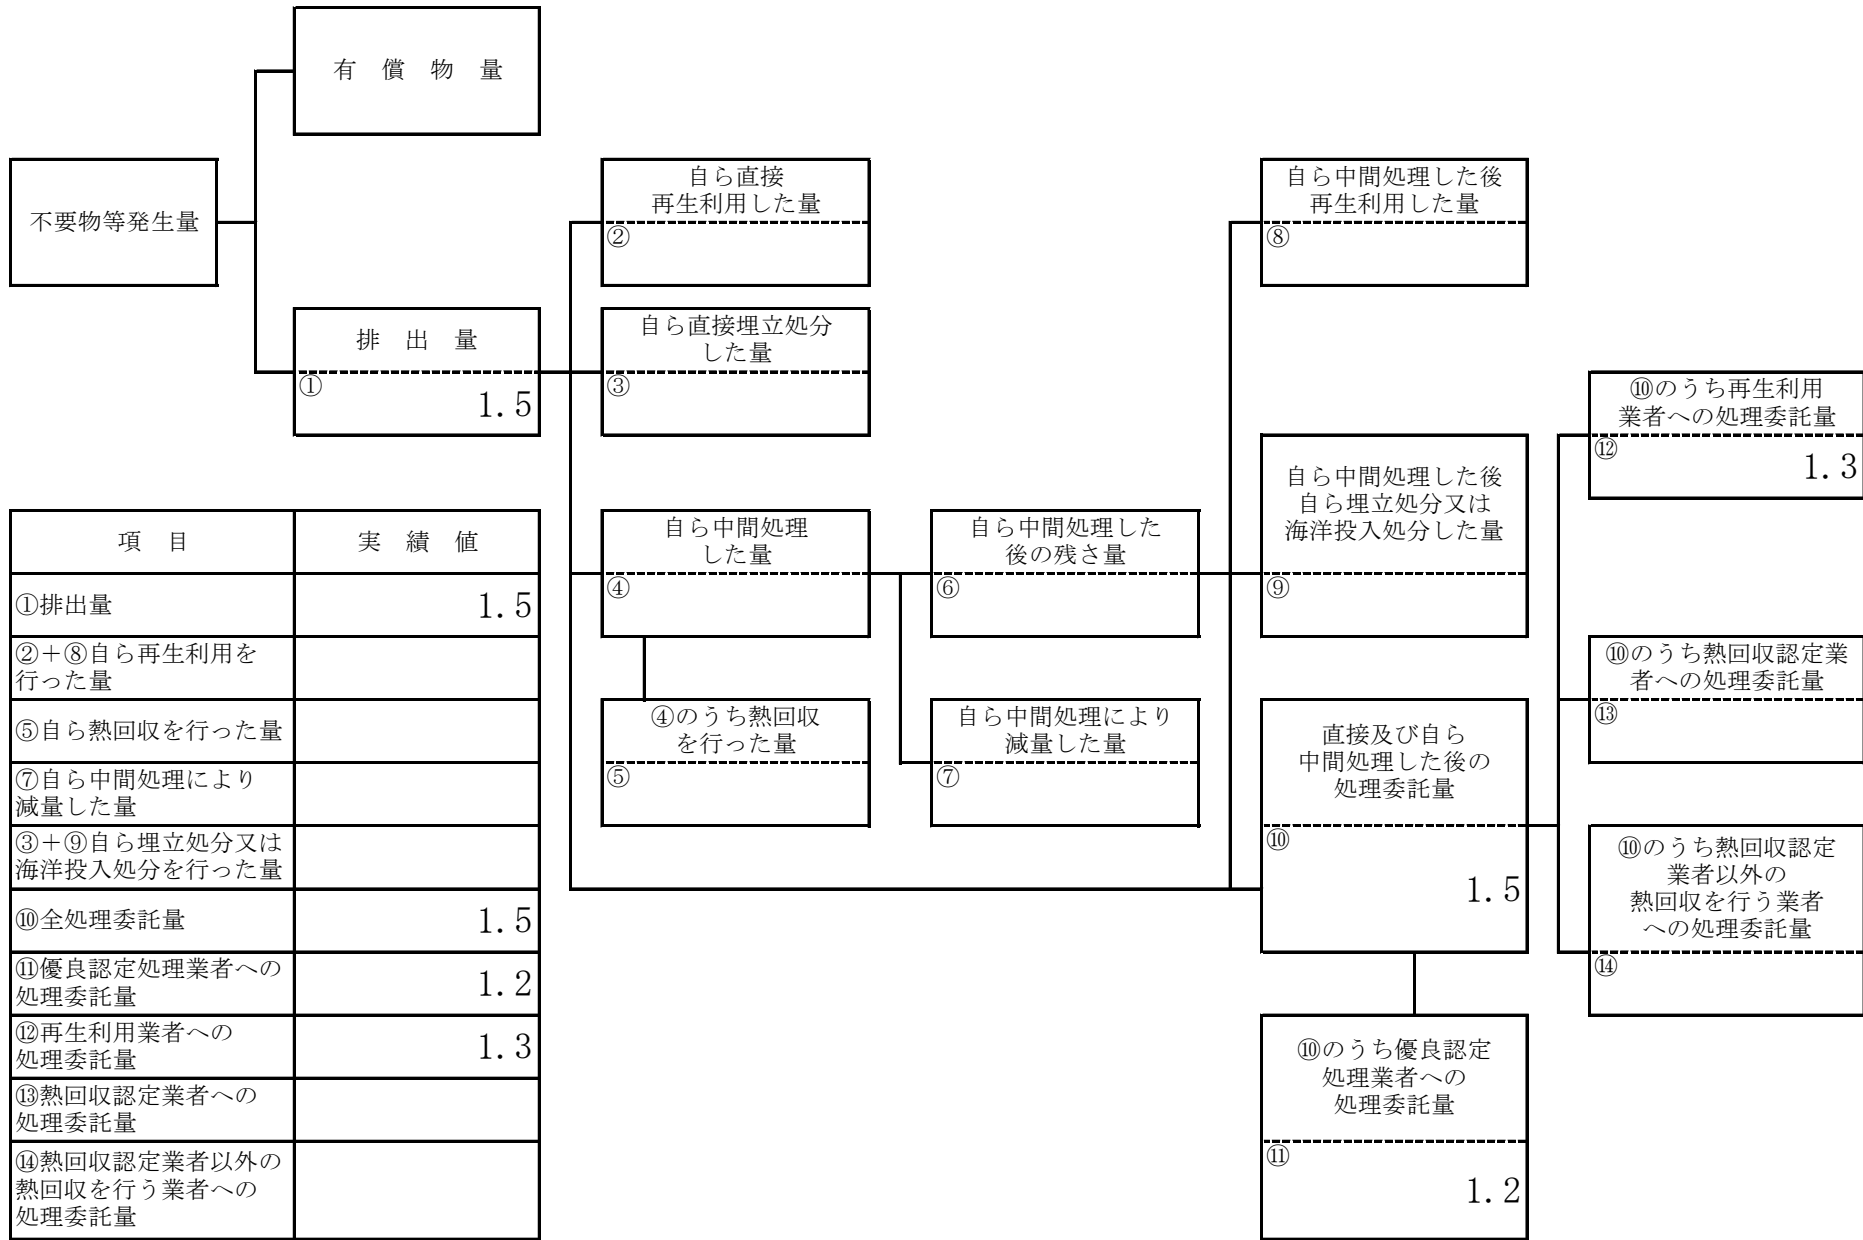 有　償　物　量
不要物等発生量
排　出　量
①
1.5
自ら直接
再生利用した量
②
自ら直接埋立処分
した量
③
自ら中間処理
した量
④
④のうち熱回収
を行った量
⑤
自ら中間処理した
後の残さ量
⑥
自ら中間処理により
減量した量
⑦
自ら中間処理した後
再生利用した量
⑧
自ら中間処理した後
自ら埋立処分又は
海洋投入処分した量
⑨
直接及び自ら
中間処理した後の
処理委託量
⑩
1.5
⑩のうち優良認定
処理業者への
処理委託量
⑪
1.2
⑩のうち再生利用
業者への処理委託量
⑫
1.3
⑩のうち熱回収認定業
者への処理委託量
⑬
⑩のうち熱回収認定
業者以外の
熱回収を行う業者
への処理委託量
⑭
項　目　実　績　値
①排出量　1.5
②＋⑧自ら再生利用を
行った量
⑤自ら熱回収を行った量
⑦自ら中間処理により
減量した量
③＋⑨自ら埋立処分又は
海洋投入処分を行った量
⑩全処理委託量　1.5
⑪優良認定処理業者への
処理委託量　1.2
⑫再生利用業者への
処理委託量　1.3
⑬熱回収認定業者への
処理委託量
⑭熱回収認定業者以外の
熱回収を行う業者への
処理委託量